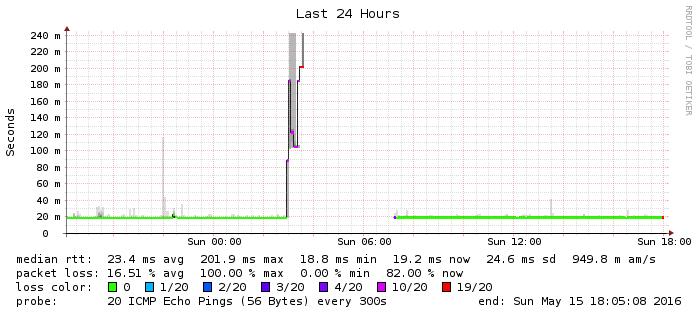 Last 24 Hours
RRDTOOL / TOBI OETIKER
Seconds
240 m
220 m
200 m
180 m
160 m
140 m
120 m
100 m
80 m
60 m
40 m
20 m
0
Sun 00:00 Sun 06:00 Sun 12:00 Sun 18:00
median rtt: 23.4 ms avg 201.9 ms max 18.8 ms min 19.2 ms now 24.6 ms sd 949.8 m am/s
packet loss: 16.51 % avg 100.00 % max 0.00 % min 82.00 % now
loss color: 0 1/20 2/20 3/20 4/20 10/20 19/20
probe: 20 ICMP Echo Pings (56 Bytes) every 300s end: Sun May 15 18:05:08 2016